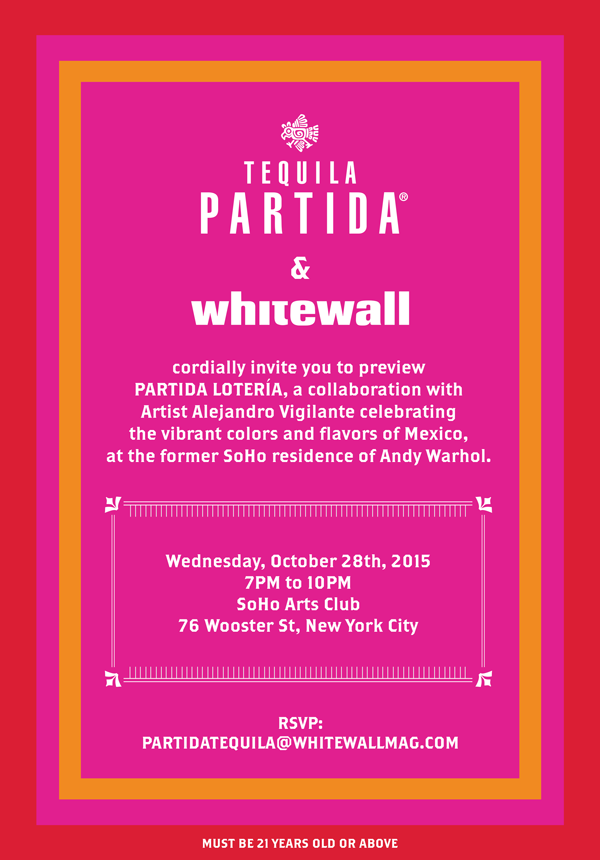 TEQUILA
PARTIDA®
&
whitewall
cordially invite you to preview
PARTIDA LOTERÍA, a collaboration with
Artist Alejandro Vigilante celebrating
the vibrant colors and flavors of Mexico,
at the former SoHo residence of Andy Warhol.
Wednesday, October 28th, 2015
7PM to 10PM
SoHo Arts Club
76 Wooster St, New York City
RSVP:
PARTIDATEQUILA@WHITEWALLMAG.COM
MUST BE 21 YEARS OLD OR ABOVE